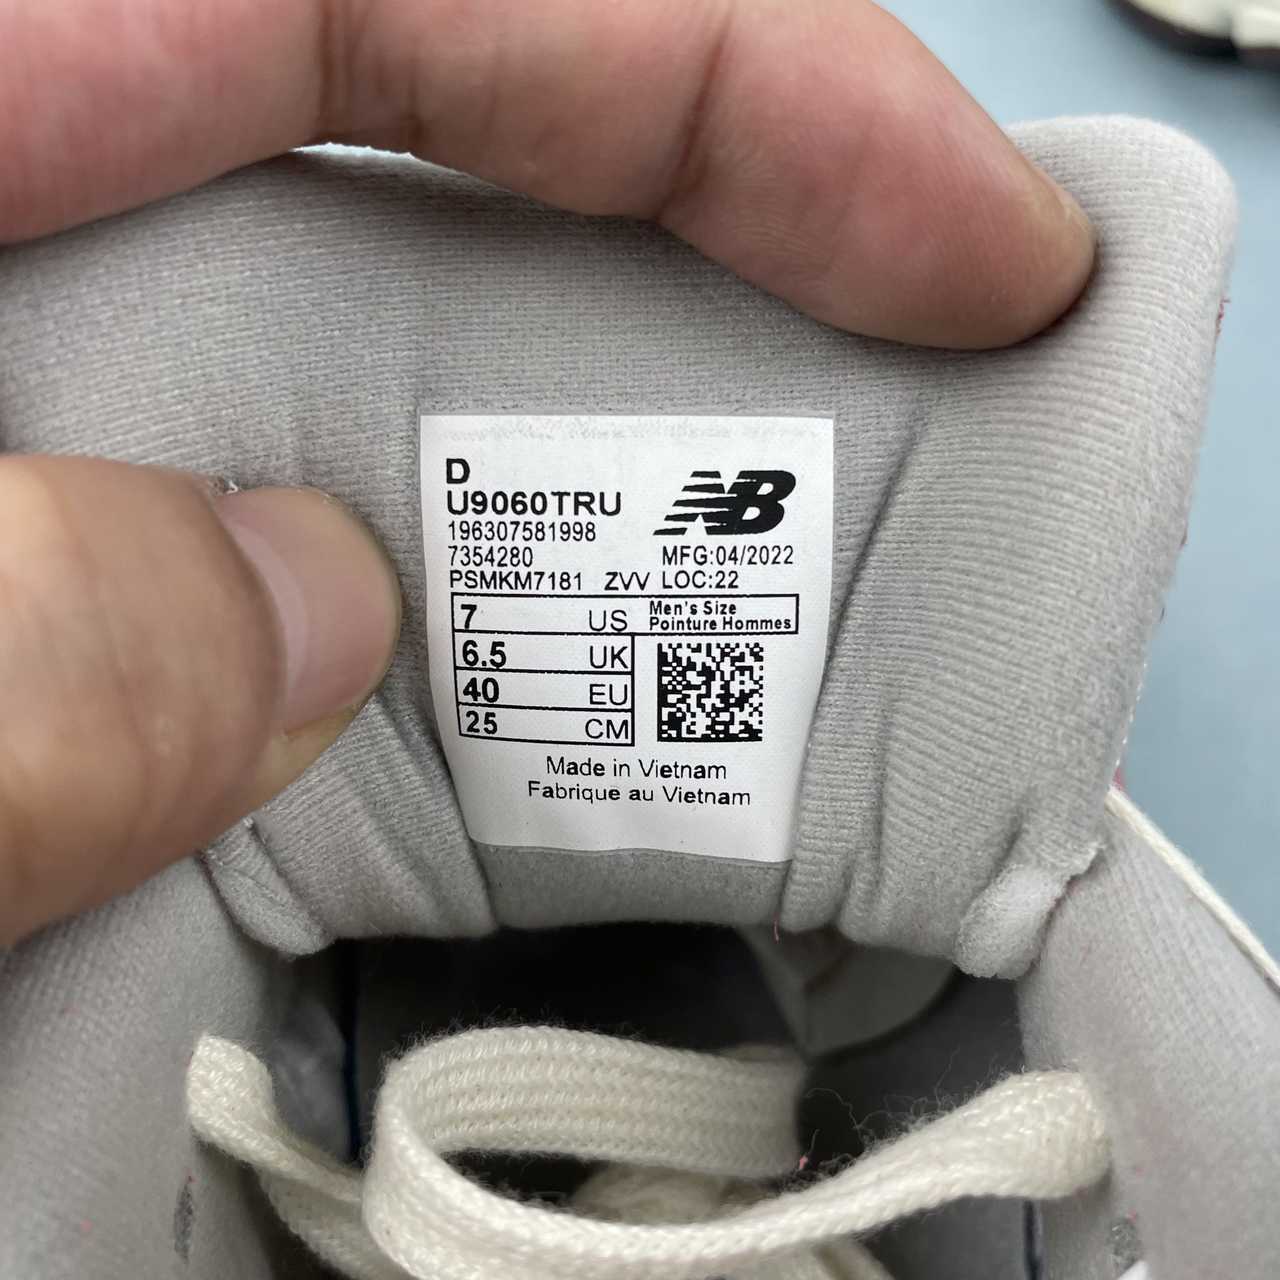 D
U9060TRU
NB
196307581998
7354280
MFG:04/2022
PSMKM7181 ZVV LOC:22
7 US
Men's Size
Pointure Hommes
6.5 UK
40 EU
25 CM
Made in Vietnam
Fabrique au Vietnam